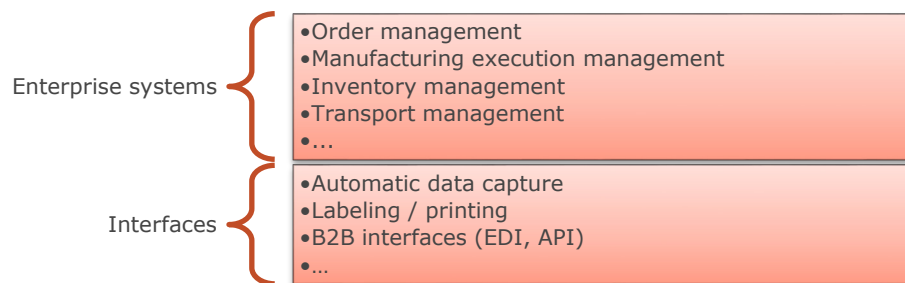 Enterprise systems
•Order management
•Manufacturing execution management
•Inventory management
•Transport management
•...
Interfaces
•Automatic data capture
•Labeling / printing
•B2B interfaces (EDI, API)
•…